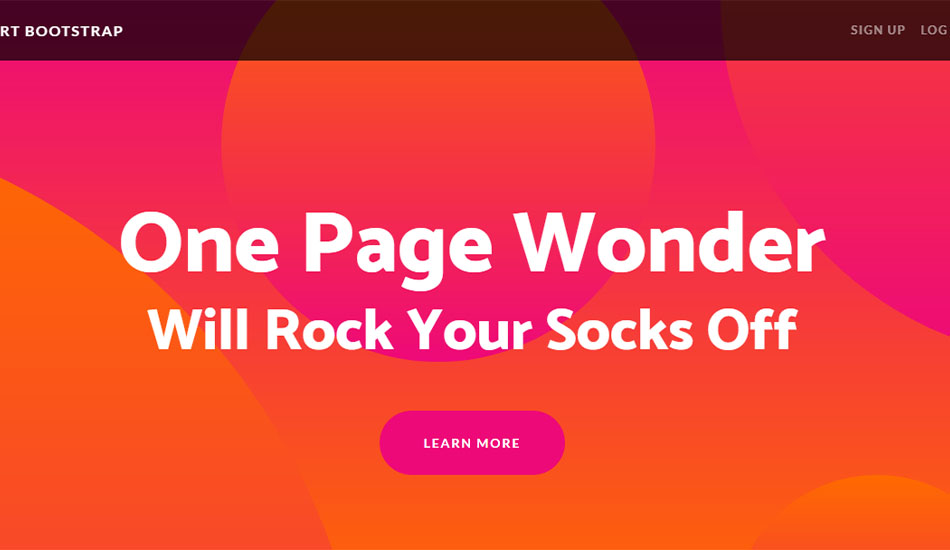 RT BOOTSTRAP
SIGN UP LOG
One Page Wonder
Will Rock Your Socks Off
LEARN MORE